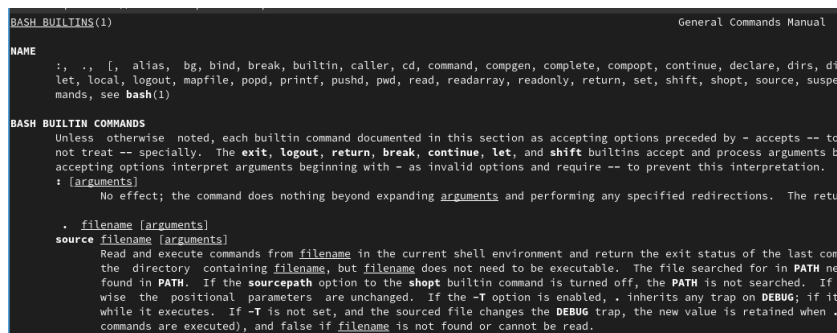 BASH BUILTINS(1) General Commands Manual
NAME
:, ., [, alias, bg, bind, break, builtin, caller, cd, command, compgen, complete, compopt, continue, declare, dirs,
let, local, logout, mapfile, popd, printf, pushd, pwd, read, readarray, readonly, return, set, shift, shopt, source,
mands, see bash(1)
BASH BUILTIN COMMANDS
Unless otherwise noted, each builtin command documented in this section as accepting options preceded by - accepts -- to
not treat -- specially. The exit, logout, return, break, continue, let, and shift builtins accept and process arguments
accepting options interpret arguments beginning with - as invalid options and require -- to prevent this interpretation.
: [arguments]
No effect; the command does nothing beyond expanding arguments and performing any specified redirections. The
. filename [arguments]
source filename [arguments]
Read and execute commands from filename in the current shell environment and return the exit status of the last
the directory containing filename, but filename does not need to be executable. The file searched for in PATH
found in PATH. If the sourcepath option to the shopt builtin command is turned off, the PATH is not searched. If
wise the positional parameters are unchanged. If the -T option is enabled, . inherits any trap on DEBUG; if
while it executes. If -T is not set, and the sourced file changes the DEBUG trap, the new value is retained when
commands are executed), and false if filename is not found or cannot be read.